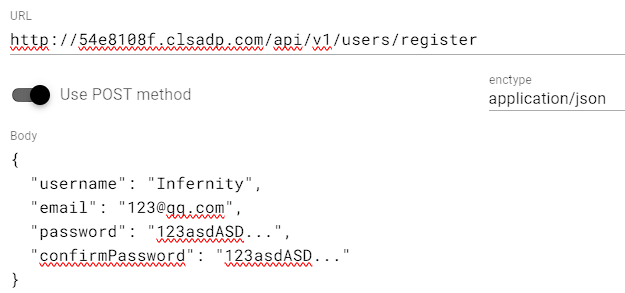 URL
http://54e8108f.clsadp.com/api/v1/users/register
Use POST method
enctype
application/json
Body
{
"username": "Infernity",
"email": "123@qq.com",
"password": "123asdASD...",
"confirmPassword": "123asdASD..."
}